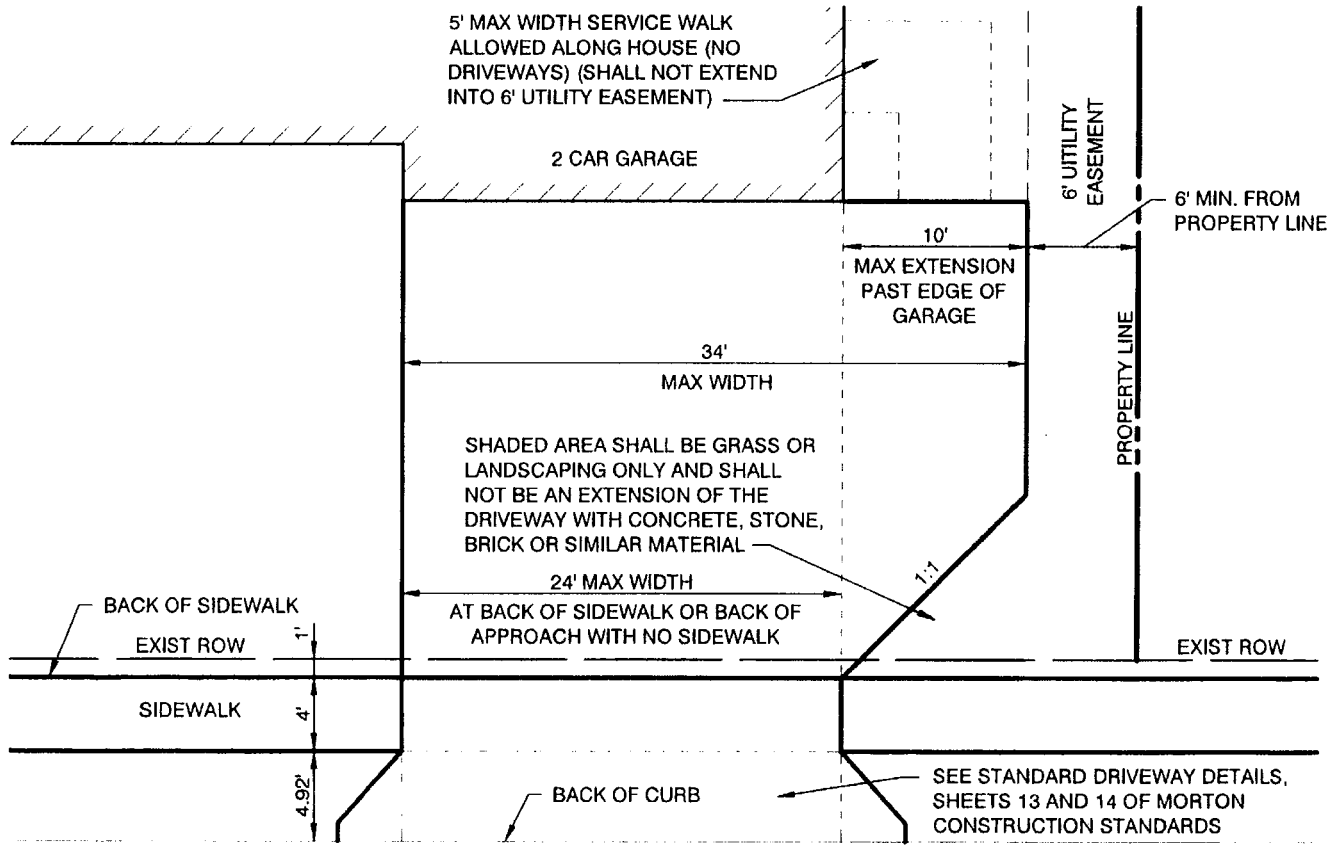 5' MAX WIDTH SERVICE WALK
ALLOWED ALONG HOUSE (NO
DRIVEWAYS) (SHALL NOT EXTEND
INTO 6' UTILITY EASEMENT)
2 CAR GARAGE
6' UITILITY
EASEMENT
6' MIN. FROM
PROPERTY LINE
10'
MAX EXTENSION
PAST EDGE OF
GARAGE
PROPERTY LINE
34'
MAX WIDTH
SHADED AREA SHALL BE GRASS OR
LANDSCAPING ONLY AND SHALL
NOT BE AN EXTENSION OF THE
DRIVEWAY WITH CONCRETE, STONE,
BRICK OR SIMILAR MATERIAL
1:1
24' MAX WIDTH
AT BACK OF SIDEWALK OR BACK OF
APPROACH WITH NO SIDEWALK
BACK OF SIDEWALK
1'
EXIST ROW
EXIST ROW
SIDEWALK
4'
4.92'
BACK OF CURB
SEE STANDARD DRIVEWAY DETAILS,
SHEETS 13 AND 14 OF MORTON
CONSTRUCTION STANDARDS